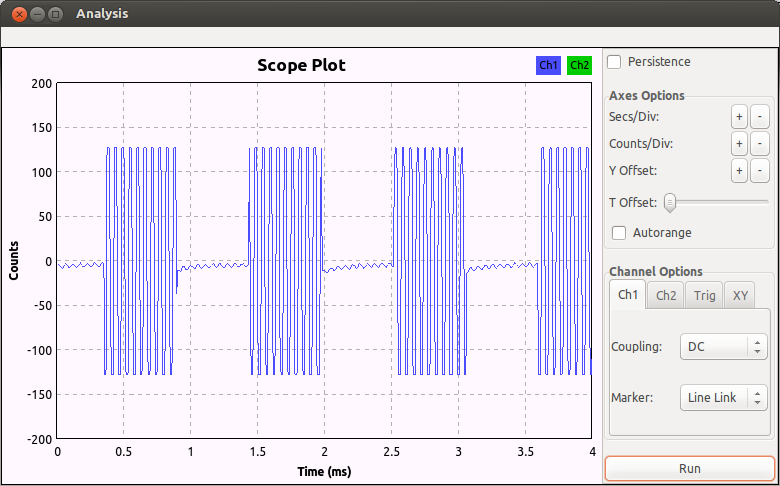 Analysis
Scope Plot
Ch1 Ch2
200
150
100
50
0
-50
-100
-150
-200
Counts
0 0.5 1 1.5 2 2.5 3 3.5 4
Time (ms)
Persistence
Axes Options
Secs/Div: + -
Counts/Div: + -
Y Offset: + -
T Offset:
Autorange
Channel Options
Ch1 Ch2 Trig XY
Coupling: DC
Marker: Line Link
Run